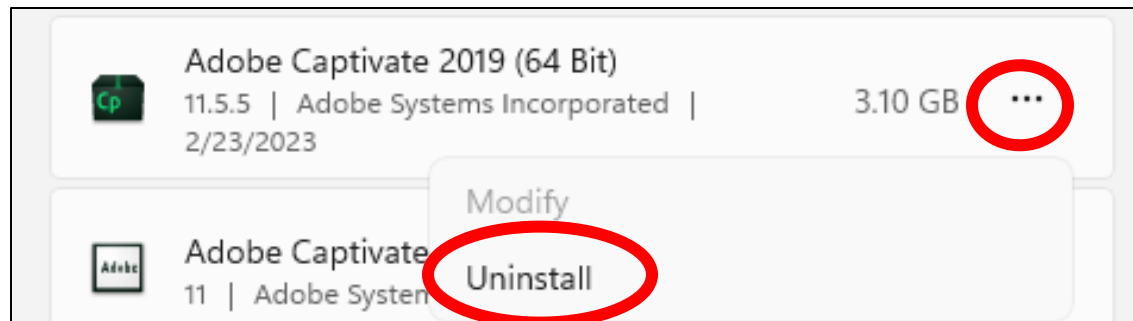 Adobe Captivate 2019 (64 Bit)
Cp
11.5.5 | Adobe Systems Incorporated | 3.10 GB ...
2/23/2023
Modify
Adobe Captivate
Adobe
Uninstall
11 | Adobe System